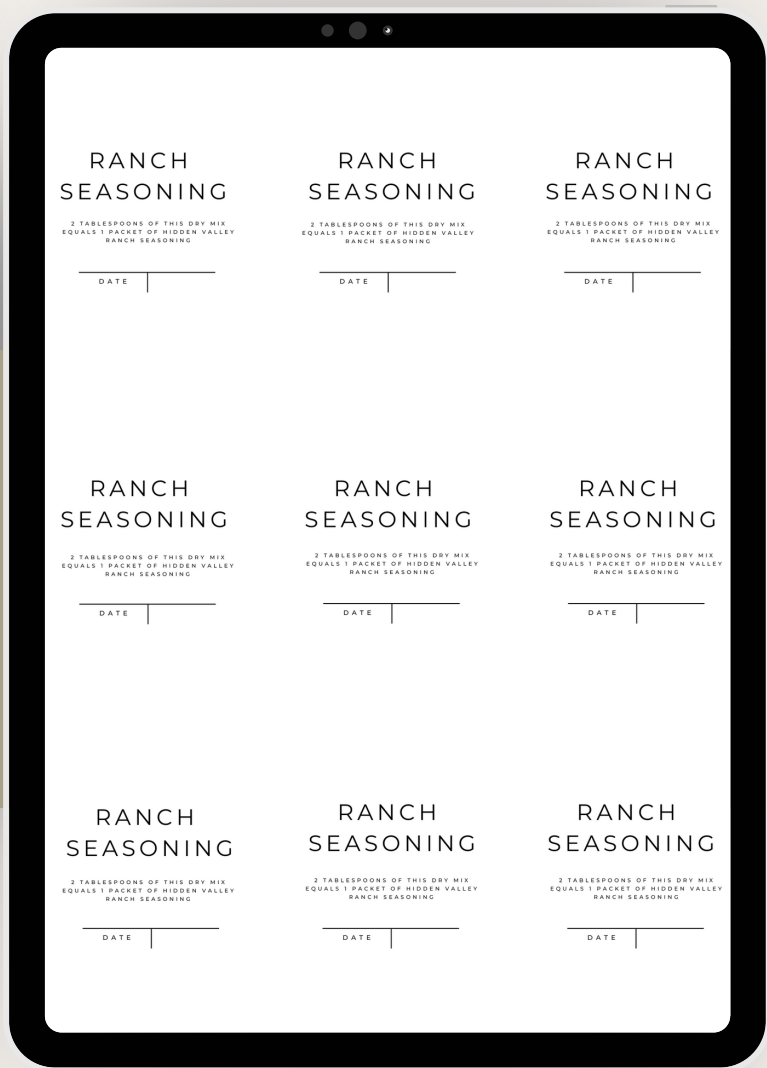 RANCH
SEASONING
2 TABLESPOONS OF THIS DRY MIX
EQUALS 1 PACKET OF HIDDEN VALLEY
RANCH SEASONING
DATE
RANCH
SEASONING
2 TABLESPOONS OF THIS DRY MIX
EQUALS 1 PACKET OF HIDDEN VALLEY
RANCH SEASONING
DATE
RANCH
SEASONING
2 TABLESPOONS OF THIS DRY MIX
EQUALS 1 PACKET OF HIDDEN VALLEY
RANCH SEASONING
DATE
RANCH
SEASONING
2 TABLESPOONS OF THIS DRY MIX
EQUALS 1 PACKET OF HIDDEN VALLEY
RANCH SEASONING
DATE
RANCH
SEASONING
2 TABLESPOONS OF THIS DRY MIX
EQUALS 1 PACKET OF HIDDEN VALLEY
RANCH SEASONING
DATE
RANCH
SEASONING
2 TABLESPOONS OF THIS DRY MIX
EQUALS 1 PACKET OF HIDDEN VALLEY
RANCH SEASONING
DATE
RANCH
SEASONING
2 TABLESPOONS OF THIS DRY MIX
EQUALS 1 PACKET OF HIDDEN VALLEY
RANCH SEASONING
DATE
RANCH
SEASONING
2 TABLESPOONS OF THIS DRY MIX
EQUALS 1 PACKET OF HIDDEN VALLEY
RANCH SEASONING
DATE
RANCH
SEASONING
2 TABLESPOONS OF THIS DRY MIX
EQUALS 1 PACKET OF HIDDEN VALLEY
RANCH SEASONING
DATE